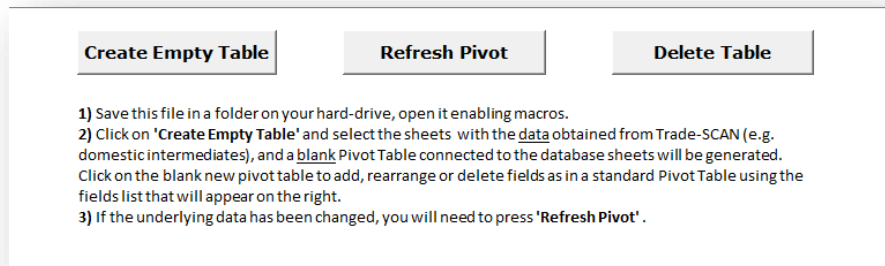 Create Empty Table
Refresh Pivot
Delete Table
1) Save this file in a folder on your hard-drive, open it enabling macros.
2) Click on 'Create Empty Table' and select the sheets with the data obtained from Trade-SCAN (e.g.
domestic intermediates), and a blank Pivot Table connected to the database sheets will be generated.
Click on the blank new pivot table to add, rearrange or delete fields as in a standard Pivot Table using the
fields list that will appear on the right.
3) If the underlying data has been changed, you will need to press 'Refresh Pivot' .